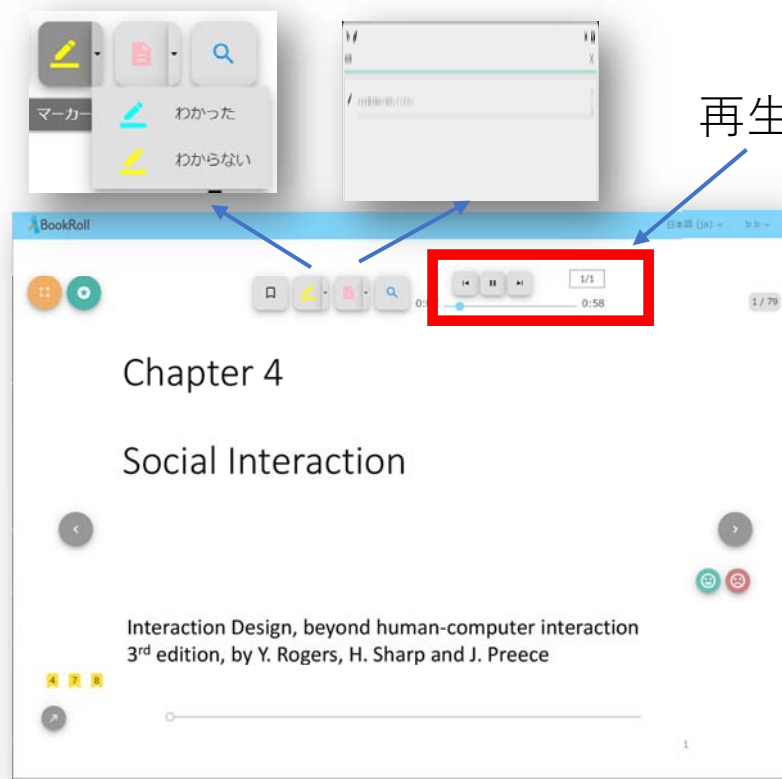 マーカー
わかった
わからない
再生
BookRoll
日本語 (ja)
1/1
0:58
1 / 79
Chapter 4
Social Interaction
Interaction Design, beyond human-computer interaction
3rd edition, by Y. Rogers, H. Sharp and J. Preece
4 7 8
1